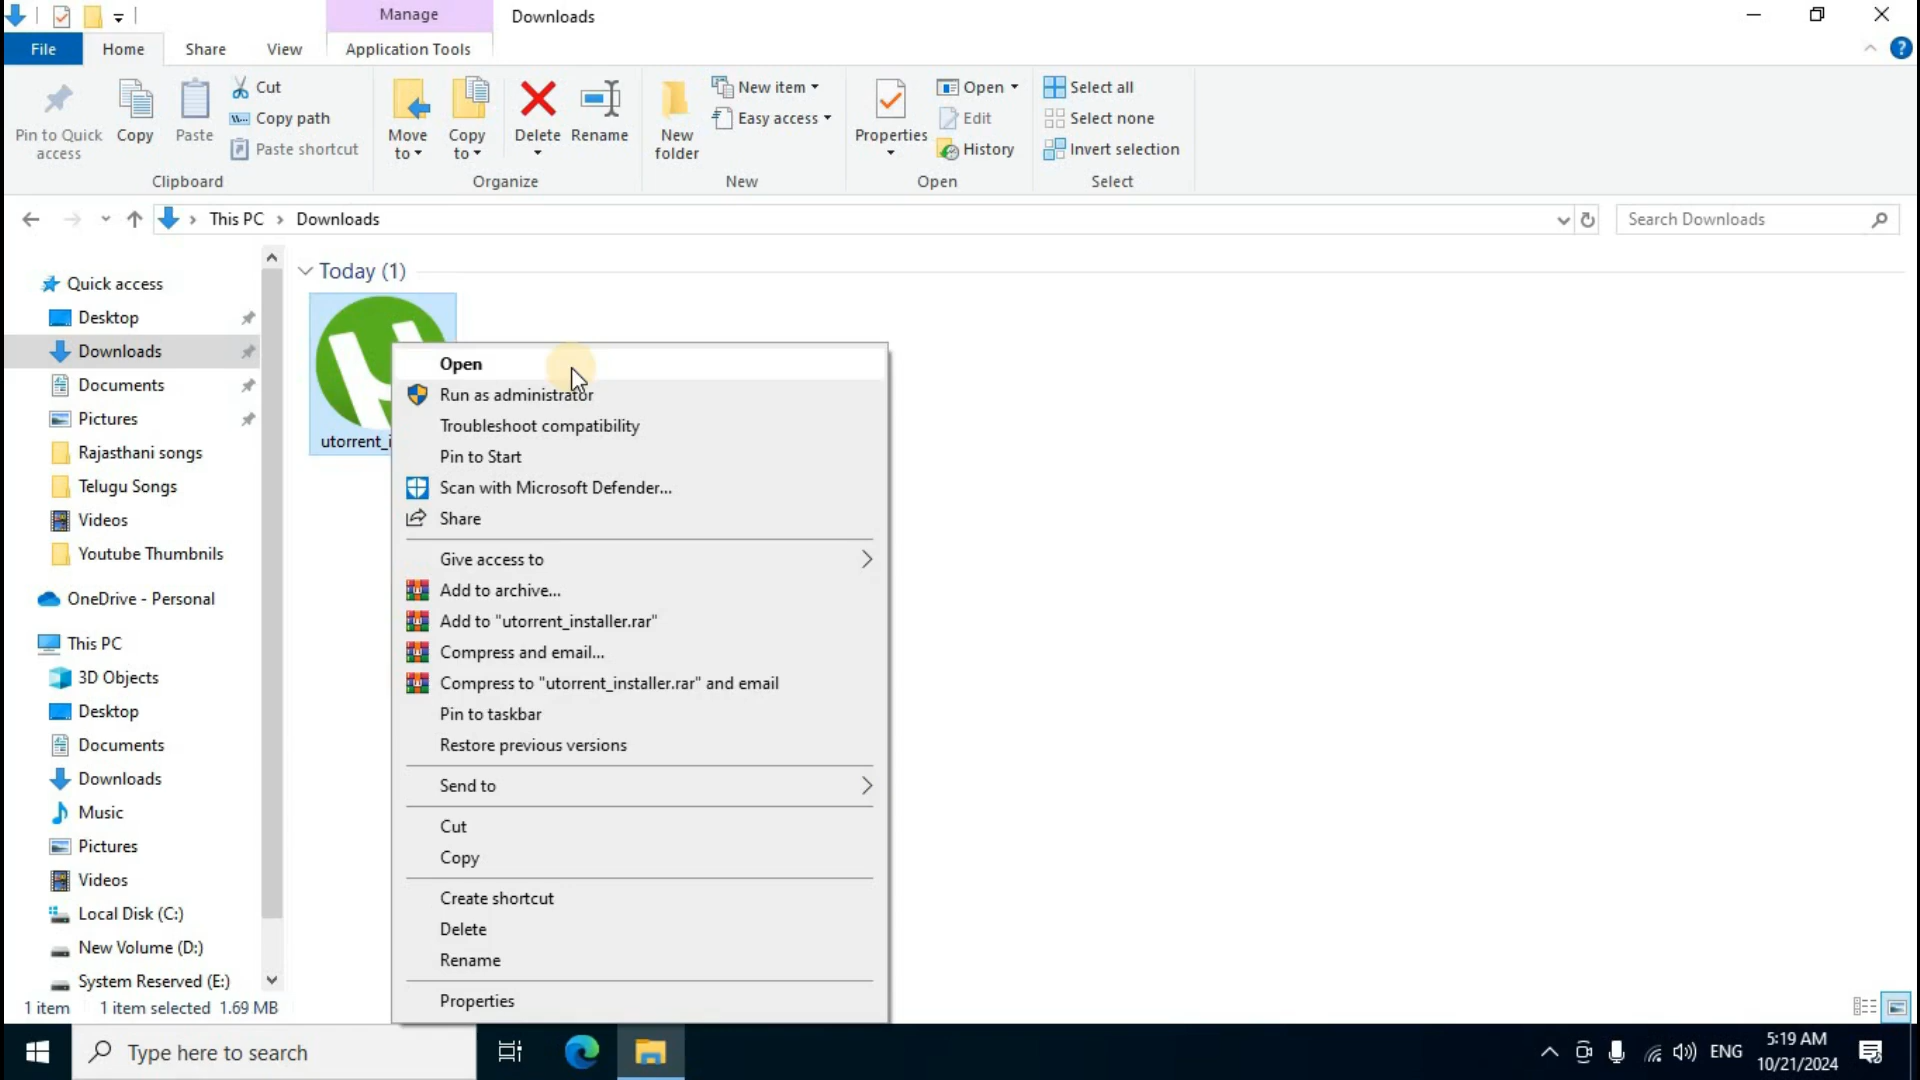 Manage
Downloads
File
Home
Share
View
Application Tools
Pin to Quick access
Copy
Paste
Cut
Copy path
Paste shortcut
Clipboard
Move to
Copy to
Delete
Rename
Organize
New folder
New item
Easy access
New
Properties
Open
Edit
History
Open
Select all
Select none
Invert selection
Select
This PC > Downloads
Search Downloads
Quick access
Desktop
Downloads
Documents
Pictures
Rajasthani songs
Telugu Songs
Videos
Youtube Thumbnils
OneDrive - Personal
This PC
3D Objects
Desktop
Documents
Downloads
Music
Pictures
Videos
Local Disk (C:)
New Volume (D:)
System Reserved (E:)
Today (1)
utorrent_i
Open
Run as administrator
Troubleshoot compatibility
Pin to Start
Scan with Microsoft Defender...
Share
Give access to
Add to archive...
Add to "utorrent_installer.rar"
Compress and email...
Compress to "utorrent_installer.rar" and email
Pin to taskbar
Restore previous versions
Send to
Cut
Copy
Create shortcut
Delete
Rename
Properties
1 item 1 item selected 1.69 MB
Type here to search
ENG
5:19 AM
10/21/2024